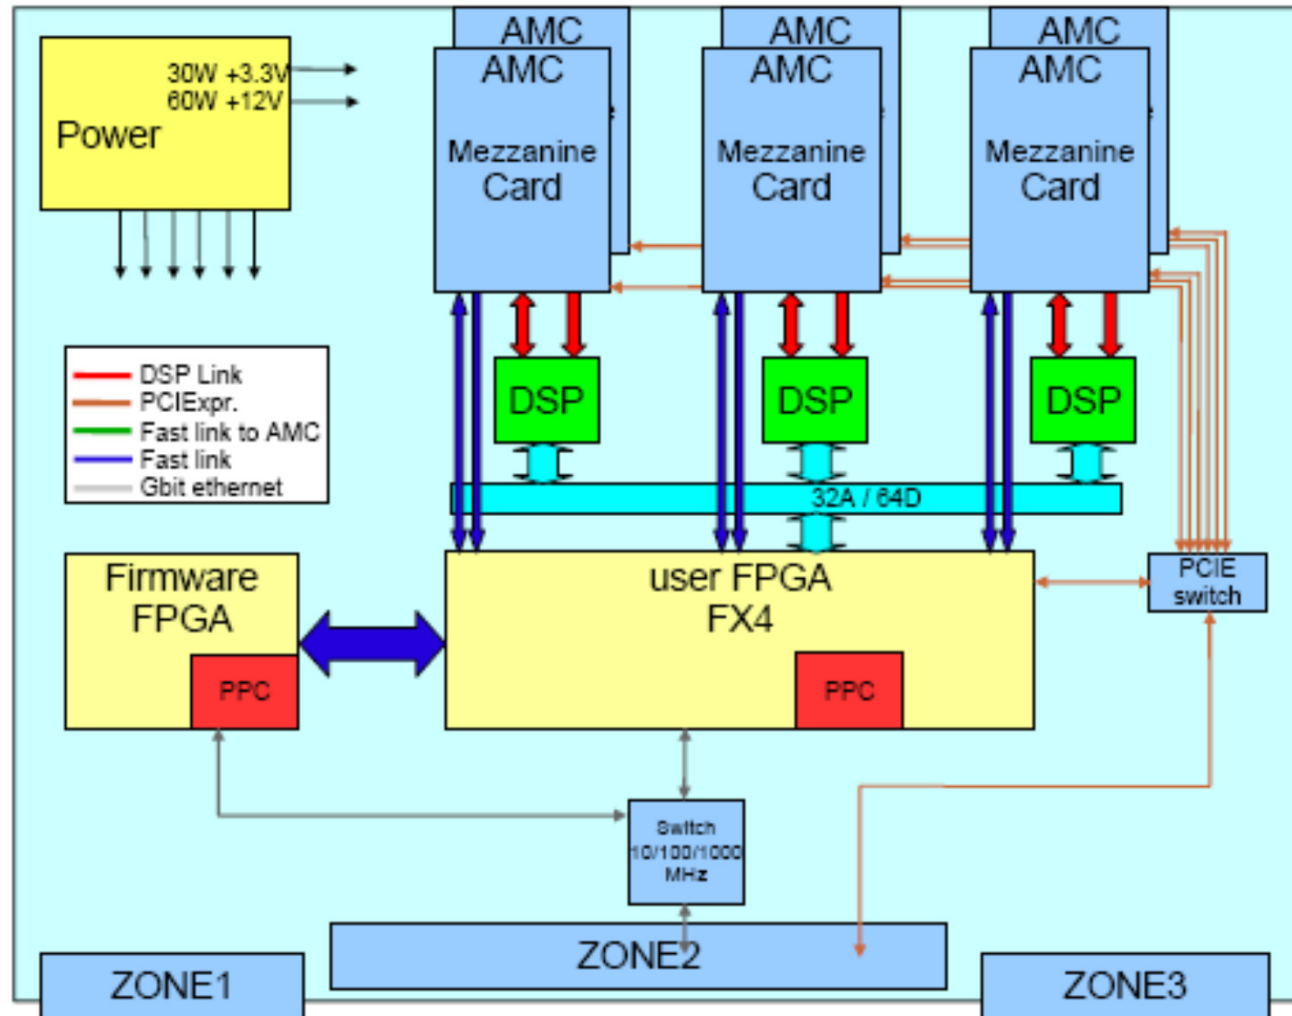 AMC
AMC
AMC
AMC
Mezzanine
Card
AMC
Mezzanine
Card
AMC
Mezzanine
Card
30W +3.3V
60W +12V
Power
DSP Link
PCIExpr.
Fast link to AMC
Fast link
Gbit ethernet
DSP
DSP
DSP
32A / 64D
Firmware
FPGA
PPC
user FPGA
FX4
PPC
PCIE
switch
Switch
10/100/1000
MHz
ZONE1
ZONE2
ZONE3